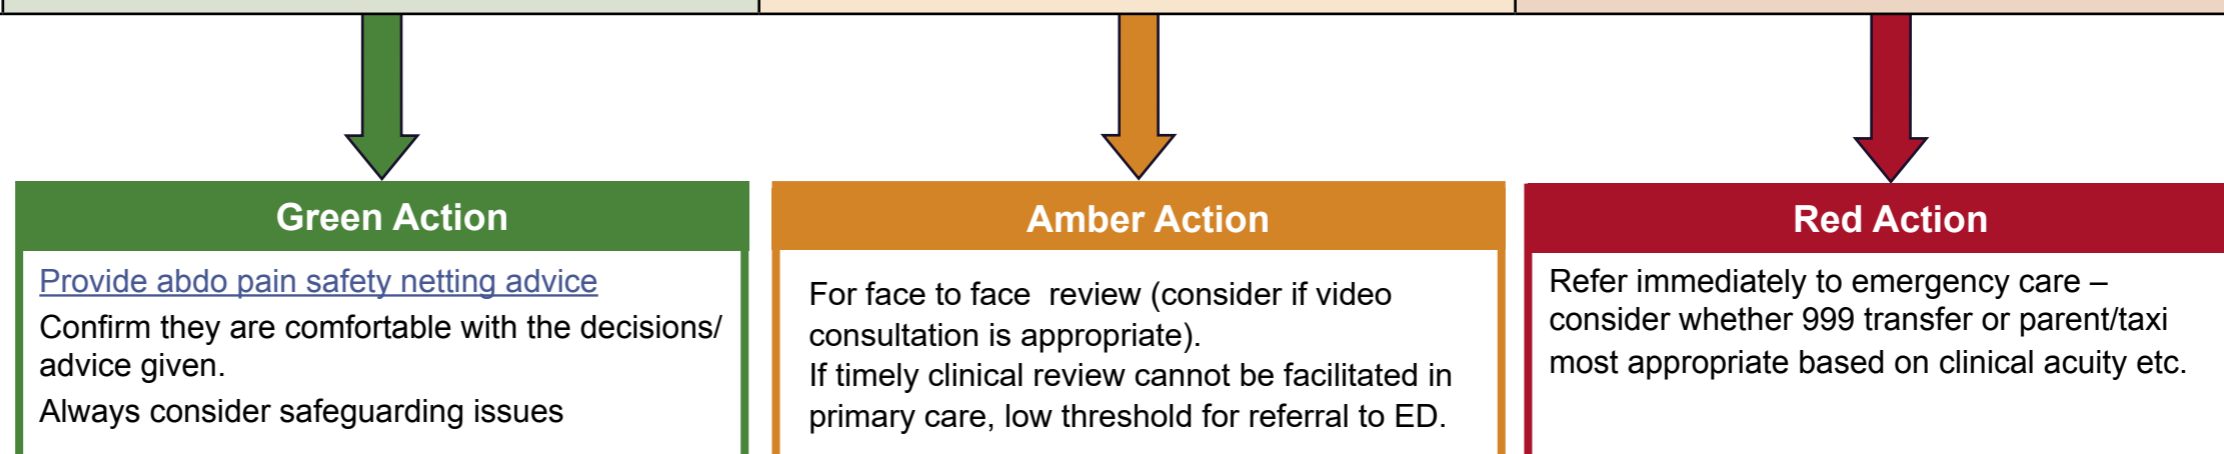 Green Action
Provide abdo pain safety netting advice
Confirm they are comfortable with the decisions/
advice given.
Always consider safeguarding issues
Amber Action
For face to face  review (consider if video
consultation is appropriate).
If timely clinical review cannot be facilitated in
primary care, low threshold for referral to ED.
Red Action
Refer immediately to emergency care –
consider whether 999 transfer or parent/taxi
most appropriate based on clinical acuity etc.